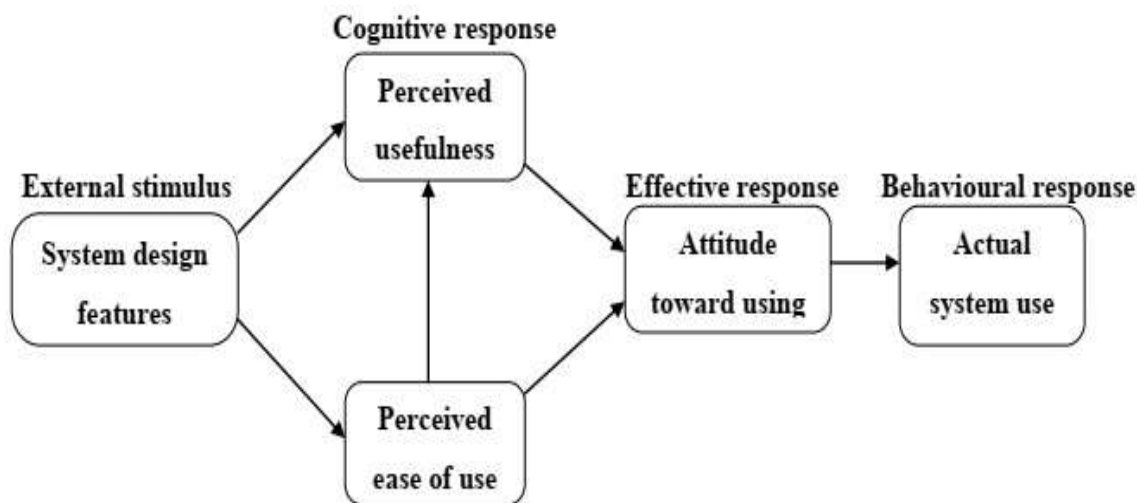 Cognitive response
Perceived
usefulness
External stimulus
System design
features
Perceived
ease of use
Effective response
Attitude
toward using
Behavioural response
Actual
system use